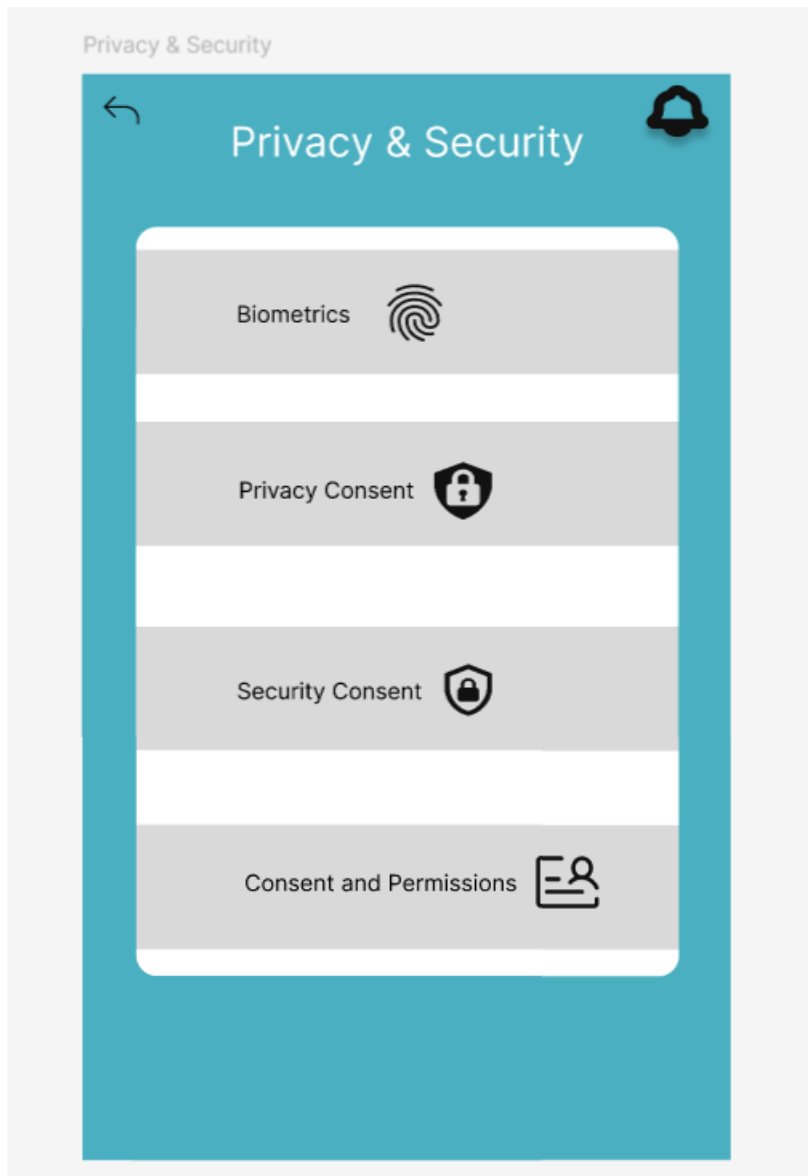 Privacy & Security
Privacy & Security
Biometrics
Privacy Consent
Security Consent
Consent and Permissions